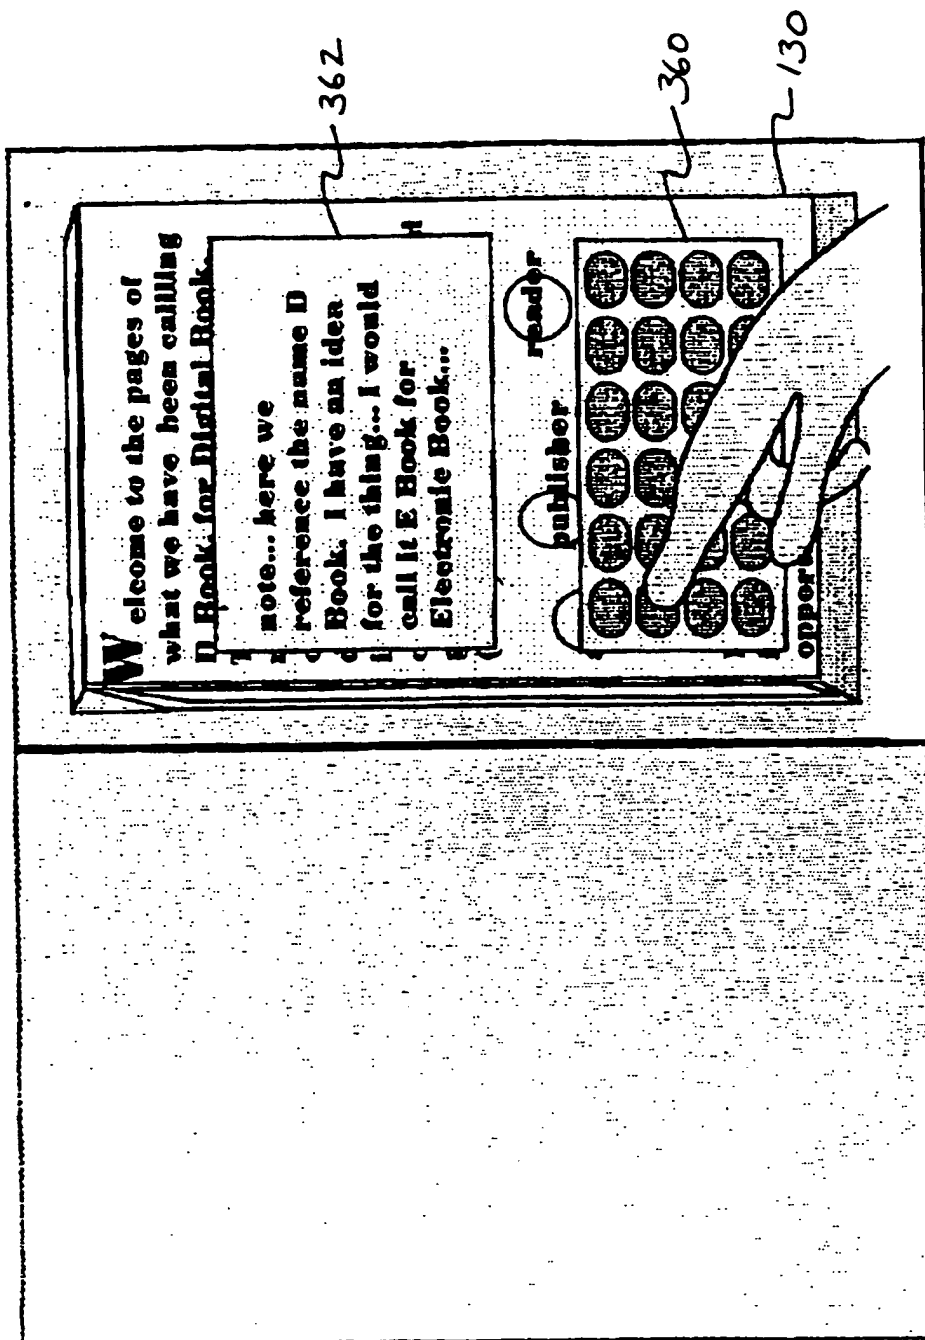 Welcome to the pages of
what we have been callling
D Book, for Digital Book.
note... here we
reference the name D
Book. I have an idea
for the thing... I would
call it E Book for
Electronic Book...
publisher reader
362
360
130